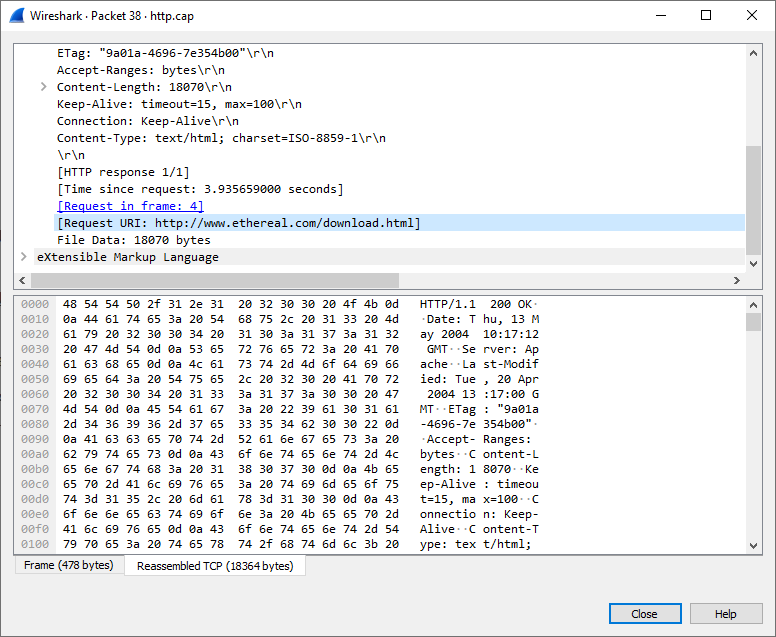 Wireshark · Packet 38 · http.cap
ETag: "9a01a-4696-7e354b00"\r\n
Accept-Ranges: bytes\r\n
Content-Length: 18070\r\n
Keep-Alive: timeout=15, max=100\r\n
Connection: Keep-Alive\r\n
Content-Type: text/html; charset=ISO-8859-1\r\n
\r\n
[HTTP response 1/1]
[Time since request: 3.935659000 seconds]
[Request in frame: 4]
[Request URI: http://www.ethereal.com/download.html]
File Data: 18070 bytes
eXtensible Markup Language
0000 48 54 54 50 2f 31 2e 31 20 32 30 30 20 4f 4b 0d HTTP/1.1 200 OK·
0010 0a 44 61 74 65 3a 20 54 68 75 2c 20 31 33 20 4d ·Date: T hu, 13 M
0020 61 79 20 32 30 30 34 20 31 30 3a 31 37 3a 31 32 ay 2004 10:17:12
0030 20 47 4d 54 0d 0a 53 65 72 76 65 72 3a 20 41 70 GMT··Se rver: Ap
0040 61 63 68 65 0d 0a 4c 61 73 74 2d 4d 6f 64 69 66 ache··La st-Modif
0050 69 65 64 3a 20 54 75 65 2c 20 32 30 20 41 70 72 ied: Tue , 20 Apr
0060 20 32 30 30 34 20 31 33 3a 31 37 3a 30 30 20 47 2004 13 :17:00 G
0070 4d 54 0d 0a 45 54 61 67 3a 20 22 39 61 30 31 61 MT··ETag : "9a01a
0080 2d 34 36 39 36 2d 37 65 33 35 34 62 30 30 22 0d -4696-7e 354b00"·
0090 0a 41 63 63 65 70 74 2d 52 61 6e 67 65 73 3a 20 ·Accept- Ranges:
00a0 62 79 74 65 73 0d 0a 43 6f 6e 74 65 6e 74 2d 4c bytes··C ontent-L
00b0 65 6e 67 74 68 3a 20 31 38 30 37 30 0d 0a 4b 65 ength: 1 8070··Ke
00c0 65 70 2d 41 6c 69 76 65 3a 20 74 69 6d 65 6f 75 ep-Alive : timeou
00d0 74 3d 31 35 2c 20 6d 61 78 3d 31 30 30 0d 0a 43 t=15, ma x=100··C
00e0 6f 6e 6e 65 63 74 69 6f 6e 3a 20 4b 65 65 70 2d onnectio n: Keep-
00f0 41 6c 69 76 65 0d 0a 43 6f 6e 74 65 6e 74 2d 54 Alive··C ontent-T
0100 79 70 65 3a 20 74 65 78 74 2f 68 74 6d 6c 3b 20 ype: tex t/html;
Frame (478 bytes) Reassembled TCP (18364 bytes)
Close Help